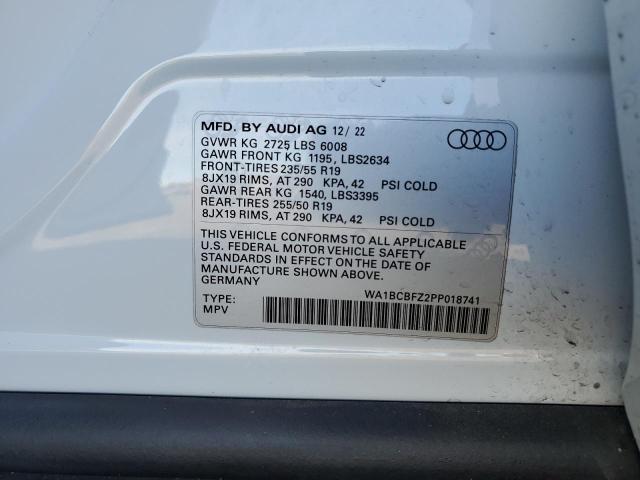 MFD. BY AUDI AG 12/ 22
GVWR KG 2725 LBS 6008
GAWR FRONT KG 1195, LBS2634
FRONT-TIRES 235/55 R19
8JX19 RIMS, AT 290 KPA, 42 PSI COLD
GAWR REAR KG 1540, LBS3395
REAR-TIRES 255/50 R19
8JX19 RIMS, AT 290 KPA, 42 PSI COLD
THIS VEHICLE CONFORMS TO ALL APPLICABLE
U.S. FEDERAL MOTOR VEHICLE SAFETY
STANDARDS IN EFFECT ON THE DATE OF
MANUFACTURE SHOWN ABOVE.
GERMANY
WA1BCBFZ2PP018741
TYPE:
MPV